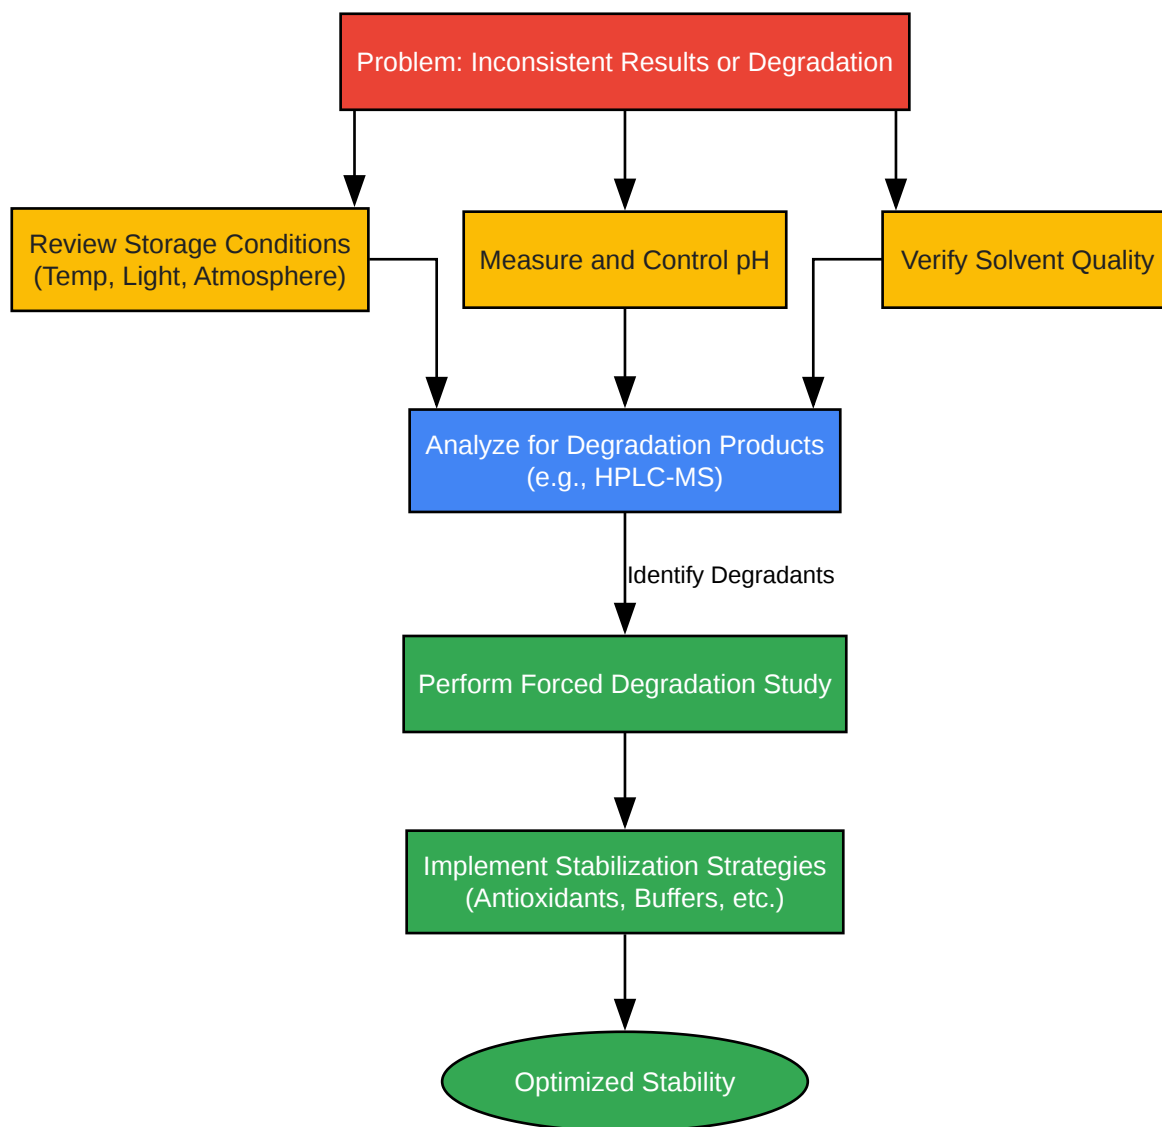 Problem: Inconsistent Results or Degradation
Review Storage Conditions
(Temp, Light, Atmosphere)
Measure and Control pH
Verify Solvent Quality
Analyze for Degradation Products
(e.g., HPLC-MS)
Identify Degradants
Perform Forced Degradation Study
Implement Stabilization Strategies
(Antioxidants, Buffers, etc.)
Optimized Stability